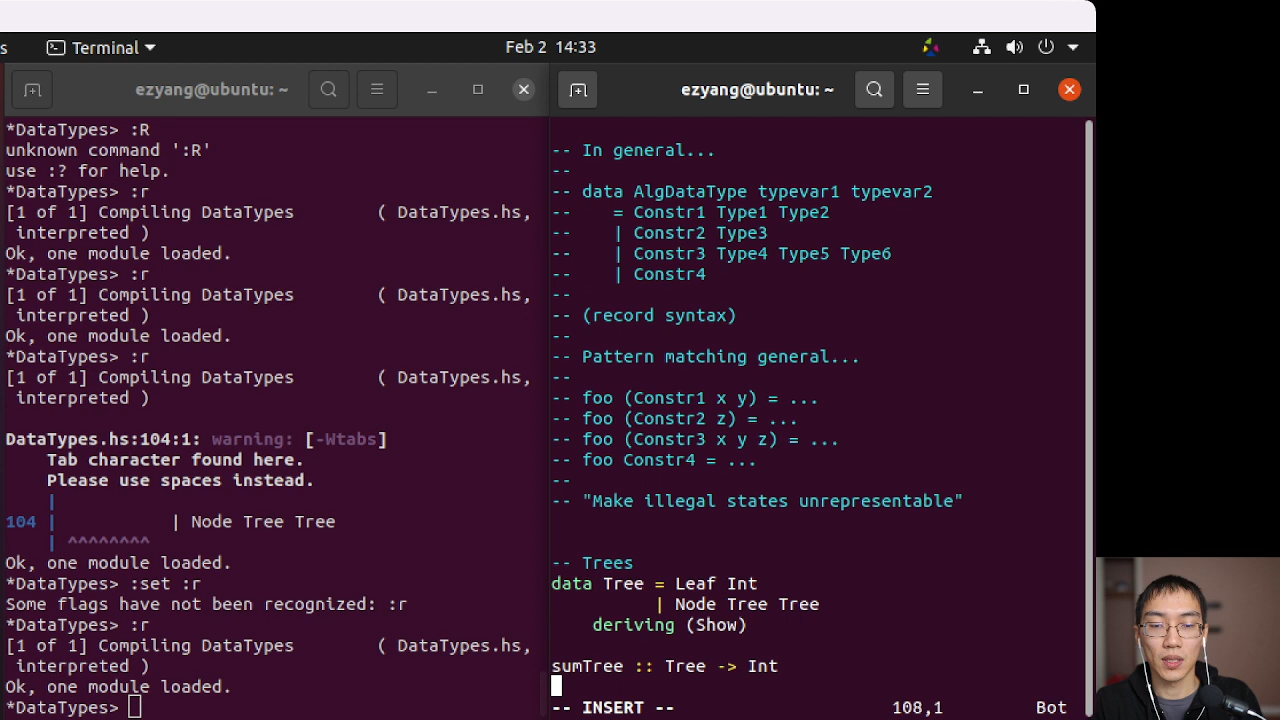 s Terminal Feb 2 14:33
ezyang@ubuntu: ~
*DataTypes> :R
unknown command ':R'
use :? for help.
*DataTypes> :r
[1 of 1] Compiling DataTypes        ( DataTypes.hs,
 interpreted )
Ok, one module loaded.
*DataTypes> :r
[1 of 1] Compiling DataTypes        ( DataTypes.hs,
 interpreted )
Ok, one module loaded.
*DataTypes> :r
[1 of 1] Compiling DataTypes        ( DataTypes.hs,
 interpreted )
DataTypes.hs:104:1: warning: [-Wtabs]
    Tab character found here.
    Please use spaces instead.
    |
104 |           | Node Tree Tree
    | ^^^^^^^^
Ok, one module loaded.
*DataTypes> :set :r
Some flags have not been recognized: :r
*DataTypes> :r
[1 of 1] Compiling DataTypes        ( DataTypes.hs,
 interpreted )
Ok, one module loaded.
*DataTypes>
ezyang@ubuntu: ~
-- In general...
--
-- data AlgDataType typevar1 typevar2
--    = Constr1 Type1 Type2
--    | Constr2 Type3
--    | Constr3 Type4 Type5 Type6
--    | Constr4
--
-- (record syntax)
--
-- Pattern matching general...
--
-- foo (Constr1 x y) = ...
-- foo (Constr2 z) = ...
-- foo (Constr3 x y z) = ...
-- foo Constr4 = ...
--
-- "Make illegal states unrepresentable"
-- Trees
data Tree = Leaf Int
          | Node Tree Tree
    deriving (Show)
sumTree :: Tree -> Int
-- INSERT --                        108,1         Bot